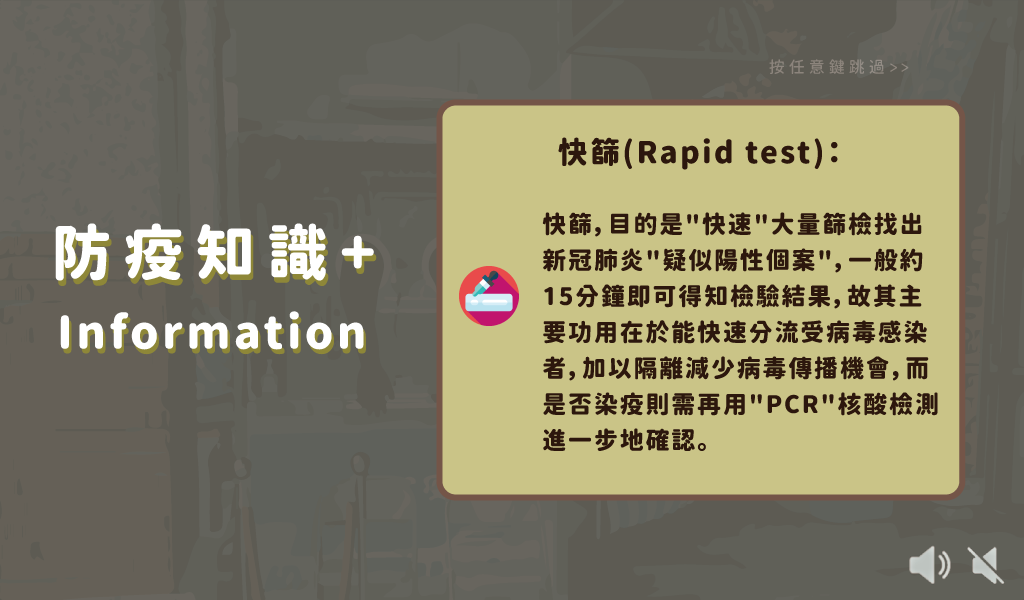 按任意鍵跳過>>
防疫知識+
Information
快篩(Rapid test)：
快篩，目的是"快速"大量篩檢找出
新冠肺炎"疑似陽性個案"，一般約
15分鐘即可得知檢驗結果，故其主
要功用在於能快速分流受病毒感染
者，加以隔離減少病毒傳播機會，而
是否染疫則需再用"PCR"核酸檢測
進一步地確認。